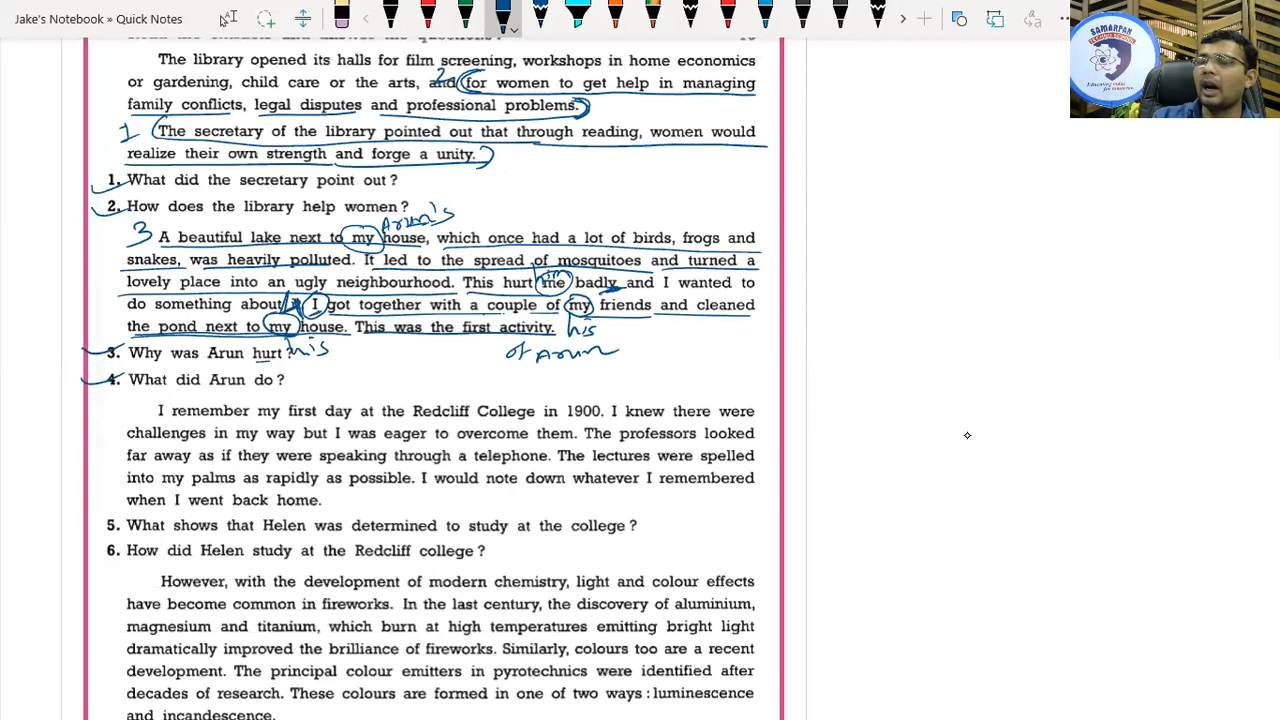 Jake's Notebook » Quick Notes
SAMARPAN
The library opened its halls for film screening, workshops in home economics
or gardening, child care or the arts, and for women to get help in managing
2
family conflicts, legal disputes and professional problems.
1 The secretary of the library pointed out that through reading, women would
realize their own strength and forge a unity.
1. What did the secretary point out ?
2. How does the library help women ?
Arun's
3 A beautiful lake next to my house, which once had a lot of birds, frogs and
snakes, was heavily polluted. It led to the spread of mosquitoes and turned a
lovely place into an ugly neighbourhood. This hurt me badly and I wanted to
him
do something about I got together with a couple of my friends and cleaned
the pond next to my house. This was the first activity.
his
his
of Arun
3. Why was Arun hurt ?
4. What did Arun do ?
I remember my first day at the Redcliff College in 1900. I knew there were
challenges in my way but I was eager to overcome them. The professors looked
far away as if they were speaking through a telephone. The lectures were spelled
into my palms as rapidly as possible. I would note down whatever I remembered
when I went back home.
5. What shows that Helen was determined to study at the college ?
6. How did Helen study at the Redcliff college ?
However, with the development of modern chemistry, light and colour effects
have become common in fireworks. In the last century, the discovery of aluminium,
magnesium and titanium, which burn at high temperatures emitting bright light
dramatically improved the brilliance of fireworks. Similarly, colours too are a recent
development. The principal colour emitters in pyrotechnics were identified after
decades of research. These colours are formed in one of two ways : luminescence
and incandescence.